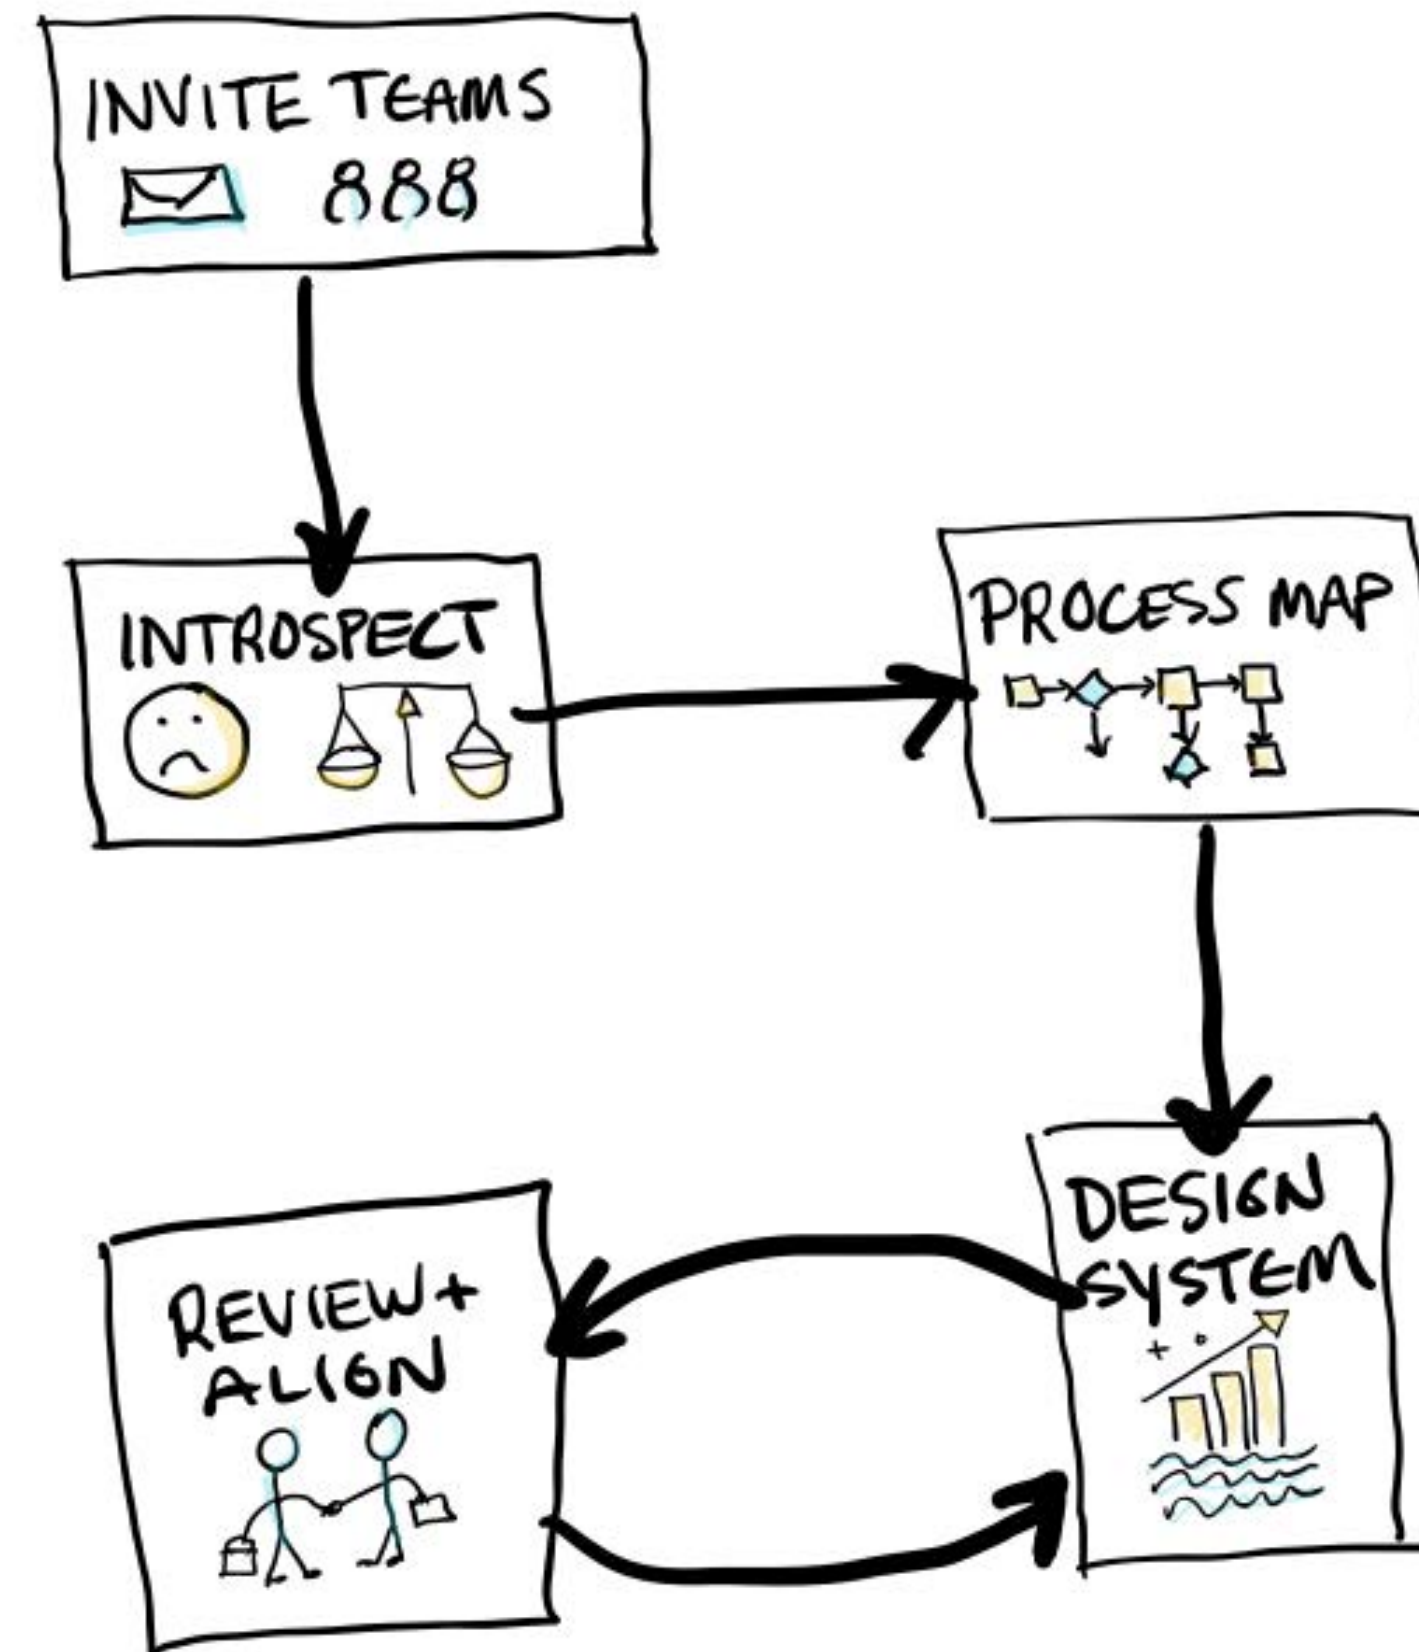 INVITE TEAMS
INTROSPECT
PROCESS MAP
DESIGN
SYSTEM
REVIEW +
ALIGN